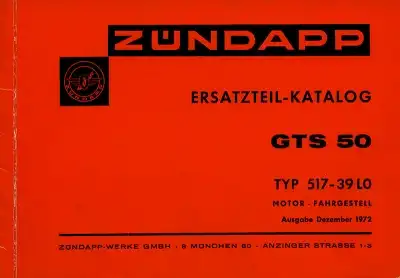 ZÜNDAPP
ERSATZTEIL-KATALOG
GTS 50
TYP 517-39 L0
MOTOR - FAHRGESTELL
Ausgabe Dezember 1972
ZÜNDAPP-WERKE GMBH · 8 MÜNCHEN 80 · ANZINGER STRASSE 1-3